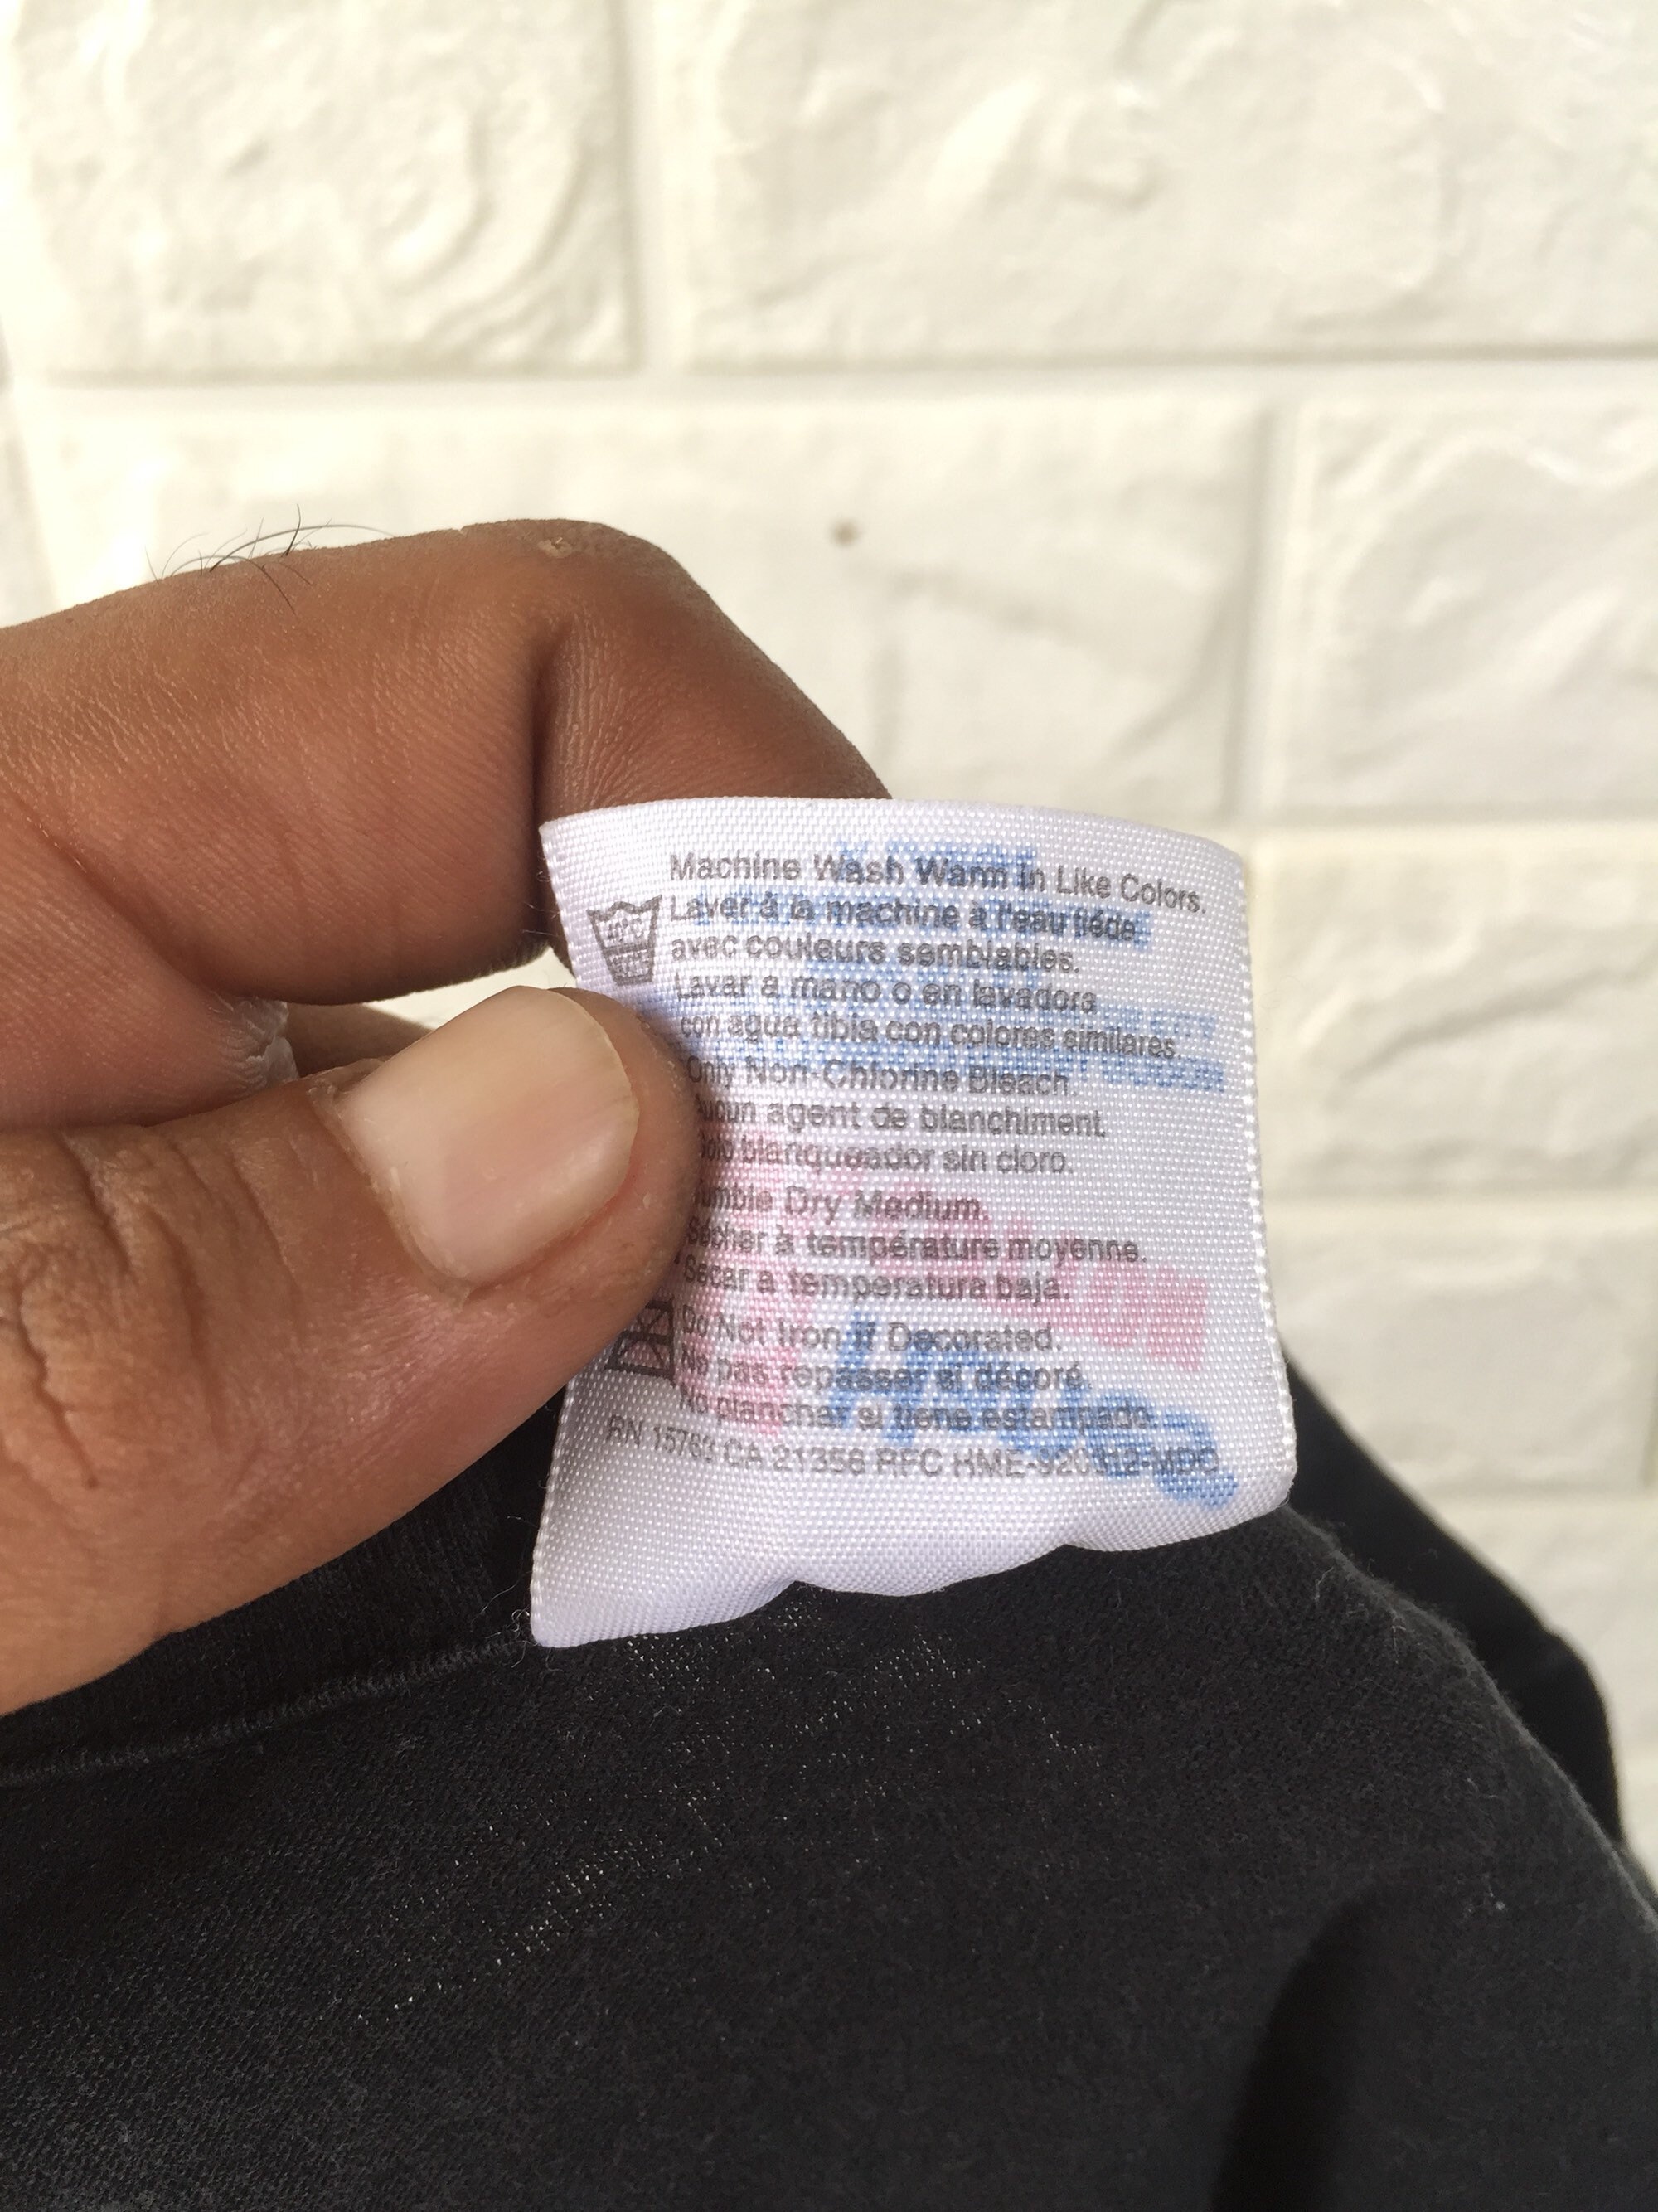 Machine Wash Warm in Like Colors.
Laver à la machine à l'eau tiéde
avec couleurs semblables.
Lavar a mano o en lavadora
con agua tibia con colores similares.
40°C
Only Non-Chlorine Bleach.
Aucun agent de blanchiment.
blanqueador sin cloro.
Dry Medium.
Sécher à température moyenne.
Secar a temperatura baja.
Do Not Iron If Decorated.
pas repasser si décoré.
No planchar si tiene estampado.
RN CA 21356 RFC